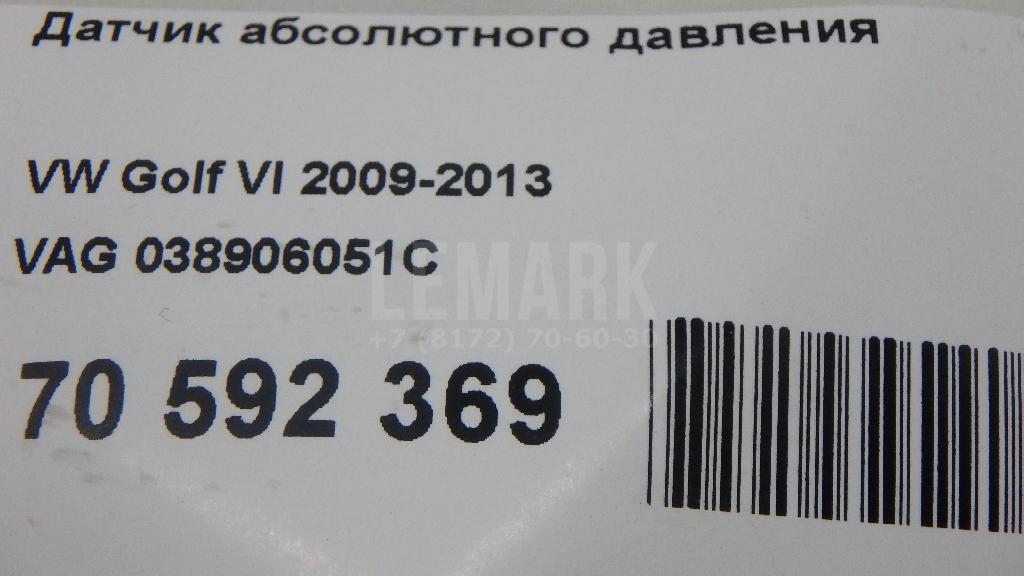 Датчик абсолютного давления
VW Golf VI 2009-2013
VAG 038906051C
LEMARK
+7 (8172) 70-60-30
70 592 369